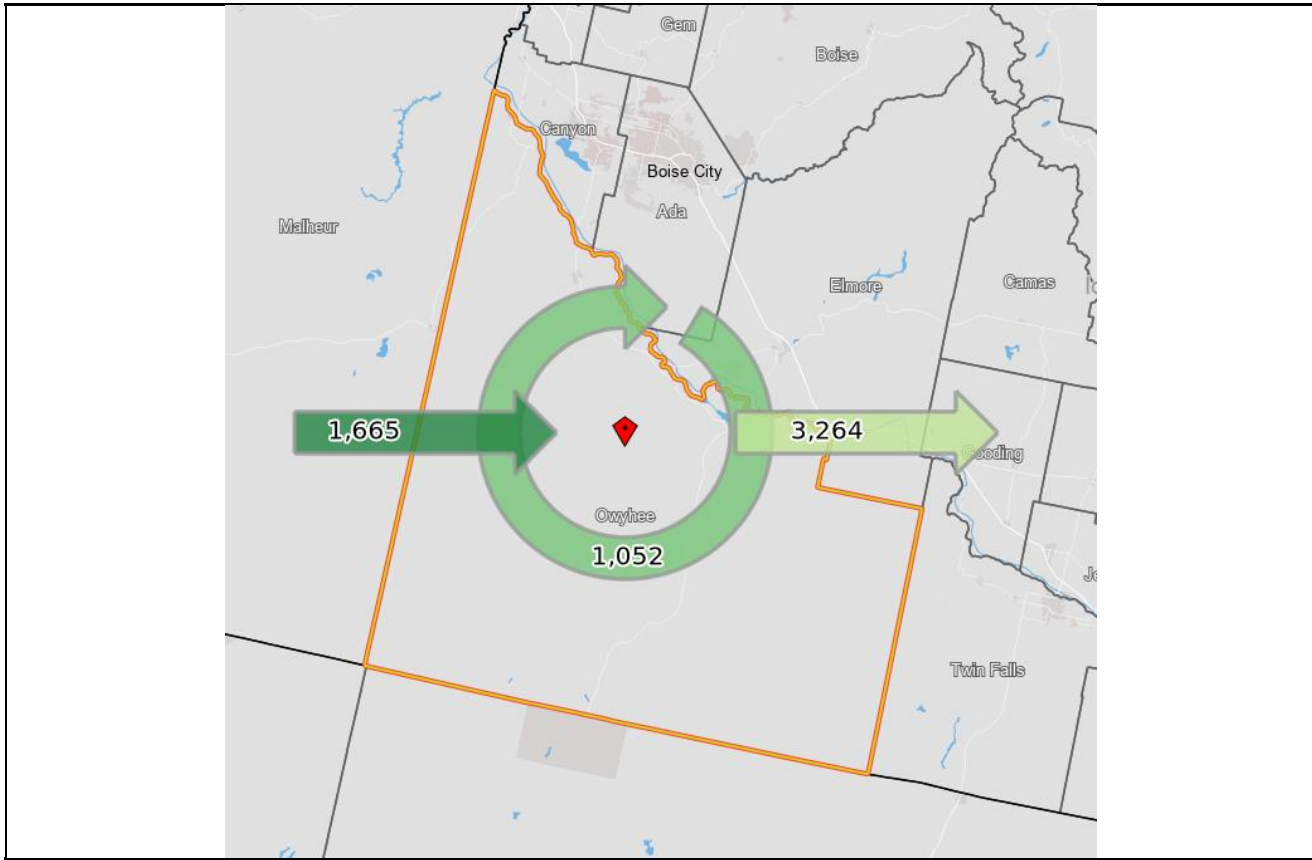 Gem
Boise
Canyon
Boise City
Malheur
Ada
Elmore
Camas
1,665
3,264
Gooding
Owyhee
1,052
Twin Falls